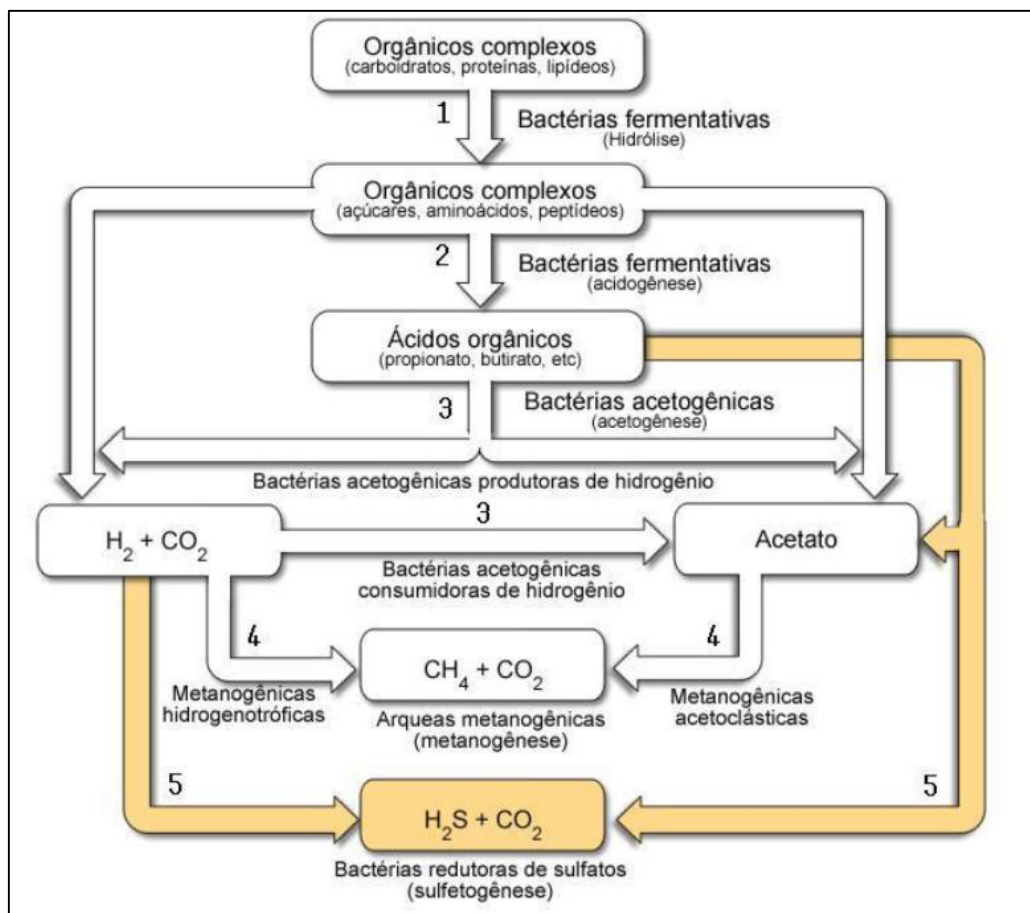 Orgânicos complexos
(carboidratos, proteínas, lipídeos)
1
Bactérias fermentativas
(Hidrólise)
Orgânicos complexos
(açúcares, aminoácidos, peptídeos)
2
Bactérias fermentativas
(acidogênese)
Ácidos orgânicos
(propionato, butirato, etc)
3
Bactérias acetogênicas
(acetogênese)
Bactérias acetogênicas produtoras de hidrogênio
H₂ + CO₂
3
Acetato
Bactérias acetogênicas
consumidoras de hidrogênio
4
4
CH₄ + CO₂
Metanogênicas
hidrogenotróficas
Metanogênicas
acetoclásticas
Arqueas metanogênicas
(metanogênese)
5
5
H₂S + CO₂
Bactérias redutoras de sulfatos
(sulfetogênese)